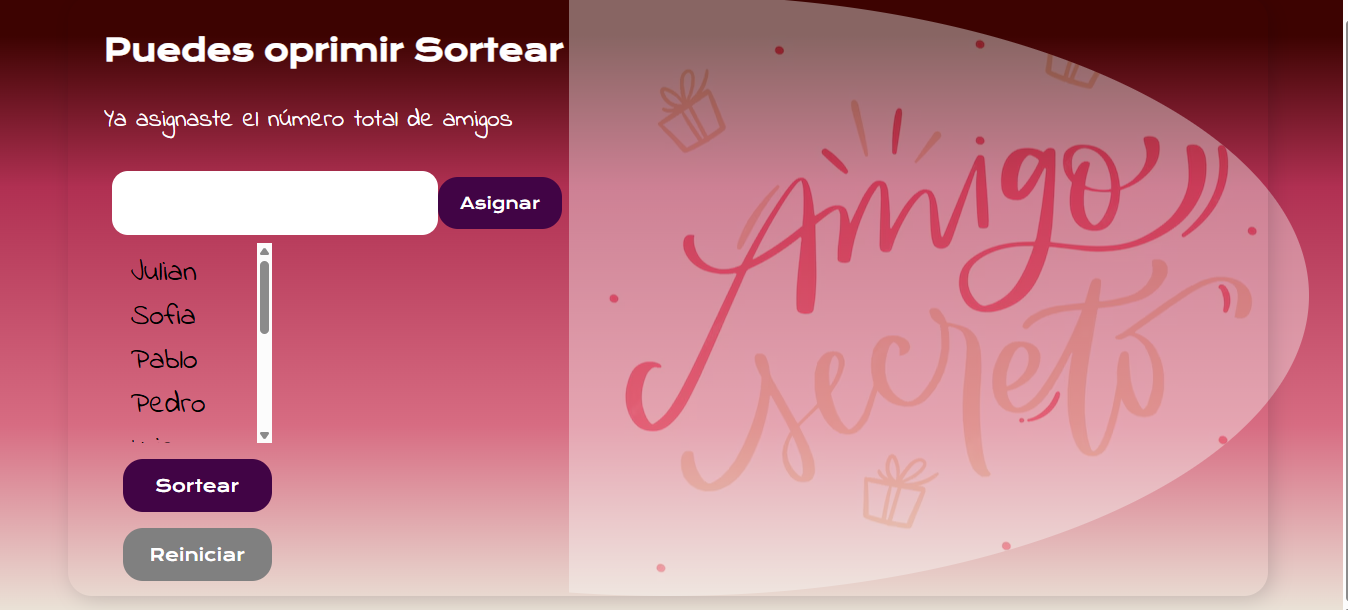 Puedes oprimir Sortear
Ya asignaste el número total de amigos
Asignar
Julian
Sofia
Pablo
Pedro
Sortear
Reiniciar
Amigo
secreto